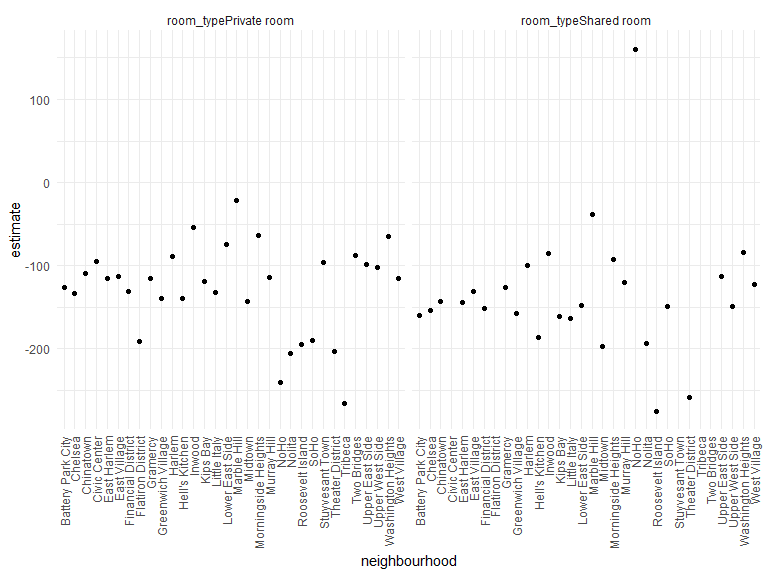 room_typePrivate room
room_typeShared room
100
0
-100
-200
estimate
Battery Park City
Chelsea
Chinatown
Civic Center
East Harlem
East Village
Financial District
Flatiron District
Gramercy
Greenwich Village
Harlem
Hell's Kitchen
Inwood
Kips Bay
Little Italy
Lower East Side
Marble Hill
Midtown
Morningside Heights
Murray Hill
NoHo
Nolita
Roosevelt Island
SoHo
Stuyvesant Town
Theater District
Tribeca
Two Bridges
Upper East Side
Upper West Side
Washington Heights
West Village
Battery Park City
Chelsea
Chinatown
Civic Center
East Harlem
East Village
Financial District
Flatiron District
Gramercy
Greenwich Village
Harlem
Hell's Kitchen
Inwood
Kips Bay
Little Italy
Lower East Side
Marble Hill
Midtown
Morningside Heights
Murray Hill
NoHo
Nolita
Roosevelt Island
SoHo
Stuyvesant Town
Theater District
Tribeca
Two Bridges
Upper East Side
Upper West Side
Washington Heights
West Village
neighbourhood